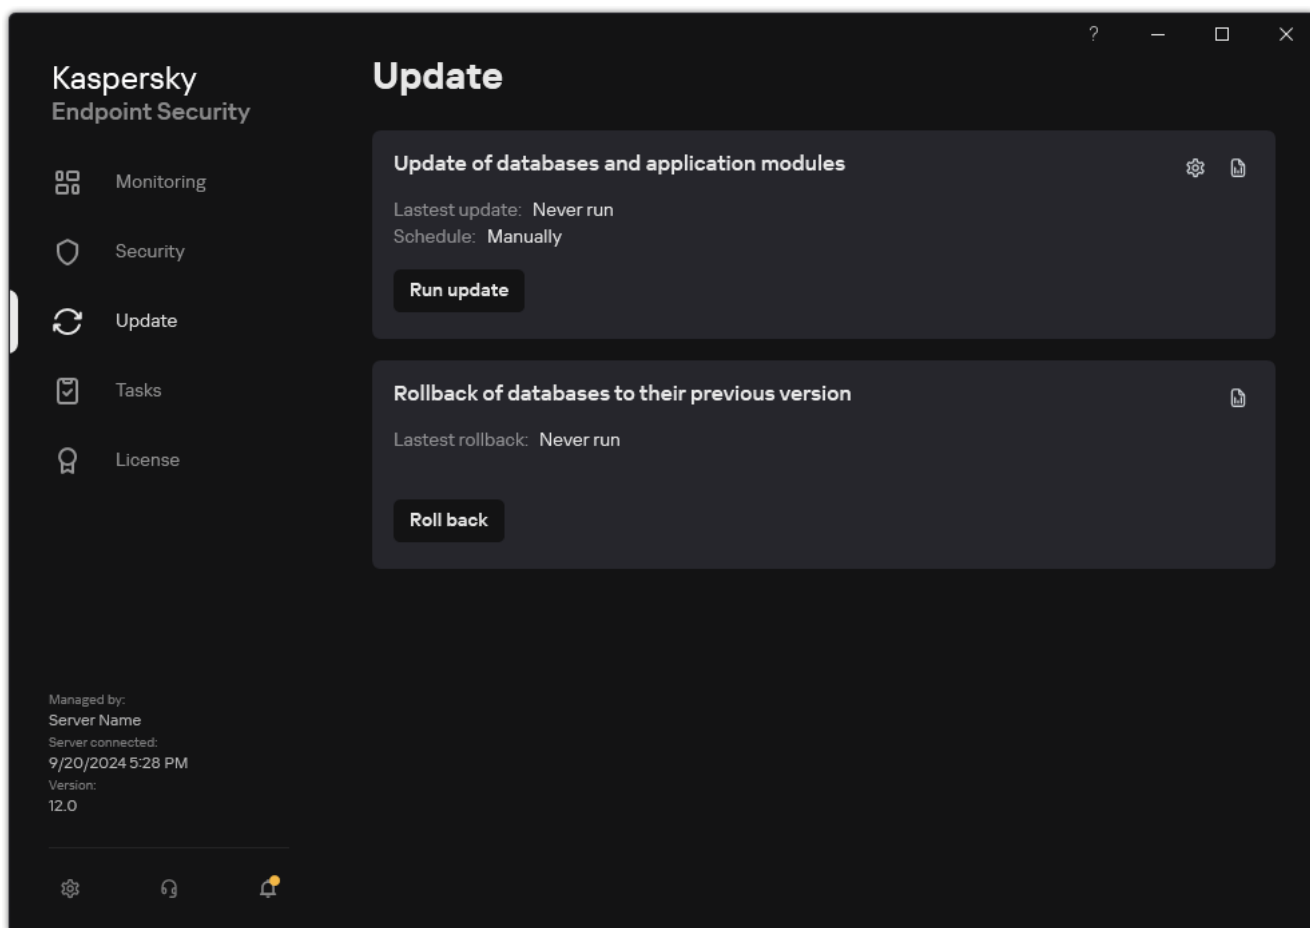 ?
Kaspersky
Endpoint Security
Monitoring
Security
Update
Tasks
License
Managed by:
Server Name
Server connected:
9/20/2024 5:28 PM
Version:
12.0
Update
Update of databases and application modules
Lastest update: Never run
Schedule: Manually
Run update
Rollback of databases to their previous version
Lastest rollback: Never run
Roll back